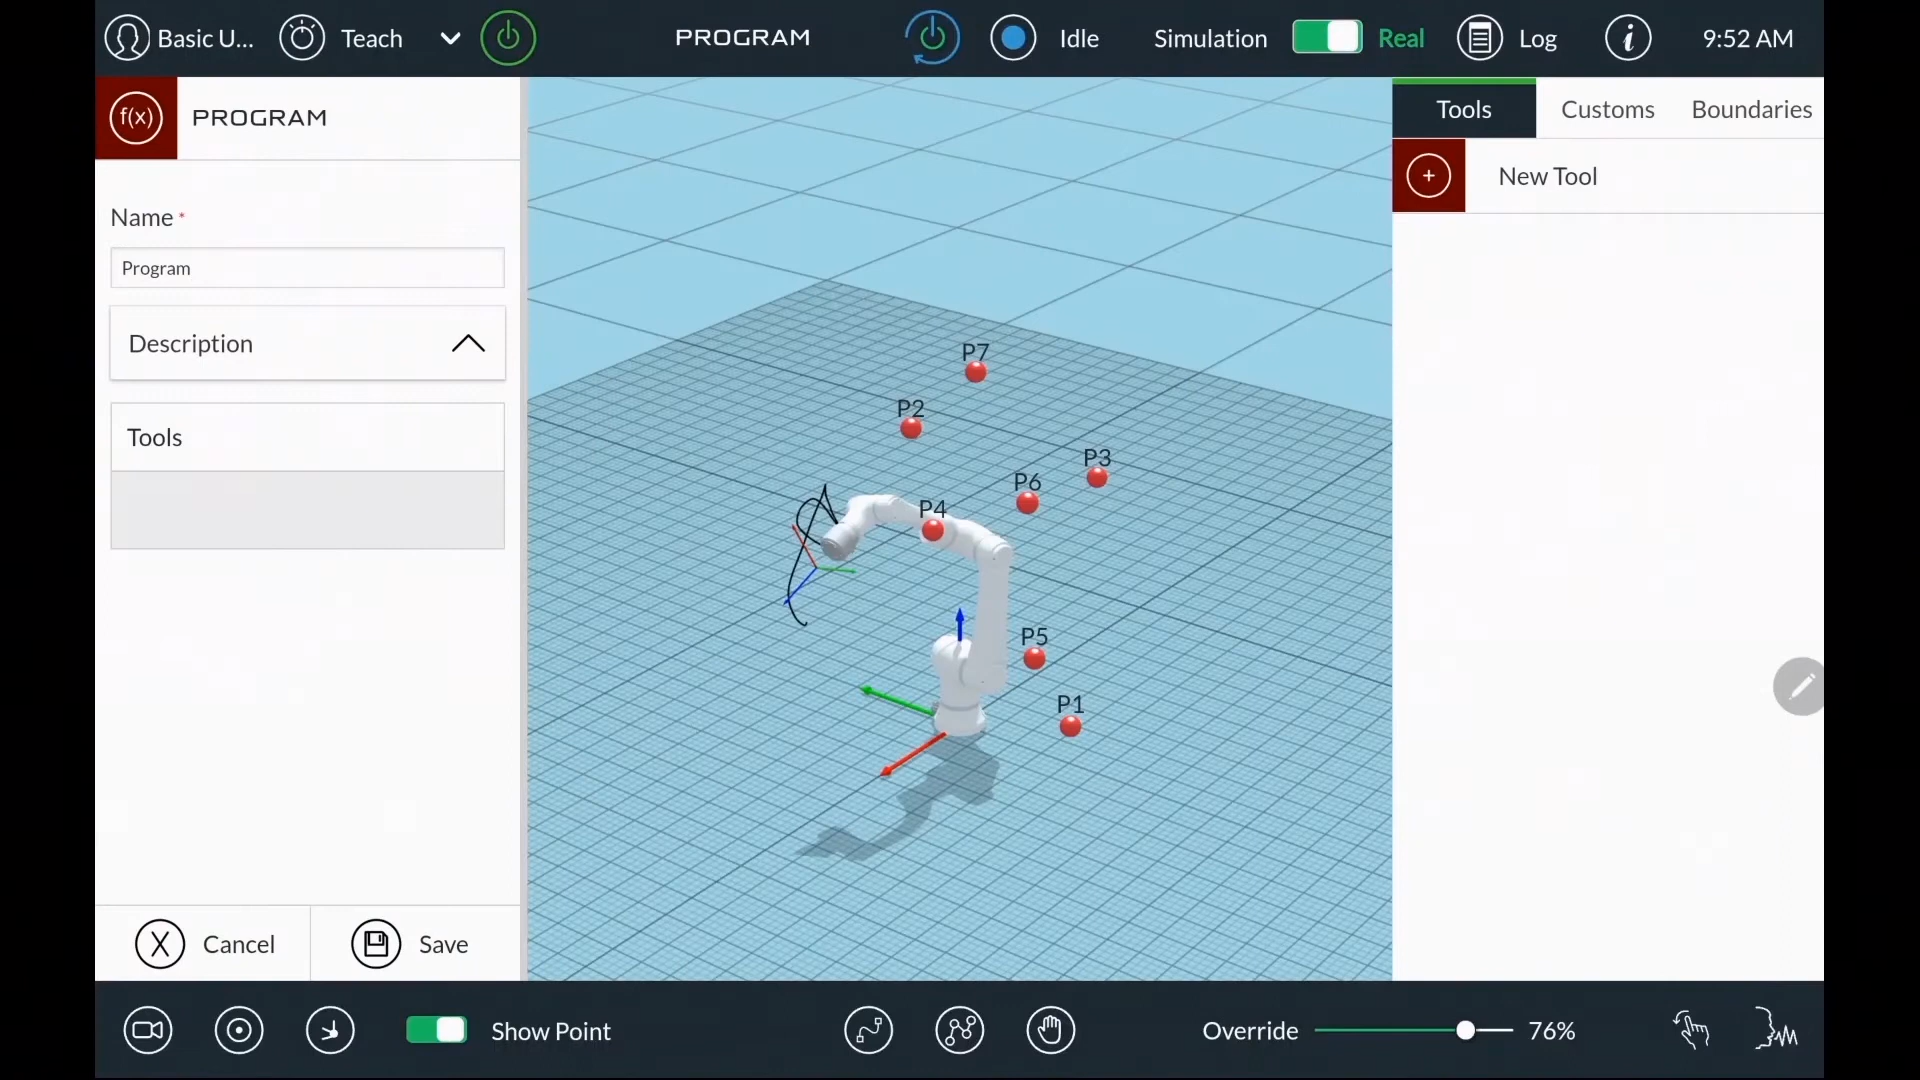 Basic U...
Teach
PROGRAM
Idle
Simulation
Real
Log
i
9:52 AM
f(x)
PROGRAM
Name *
Program
Description
Tools
X
Cancel
Save
P7
P2
P3
P6
P4
P5
P1
Tools
Customs
Boundaries
+
New Tool
Show Point
Override
76%